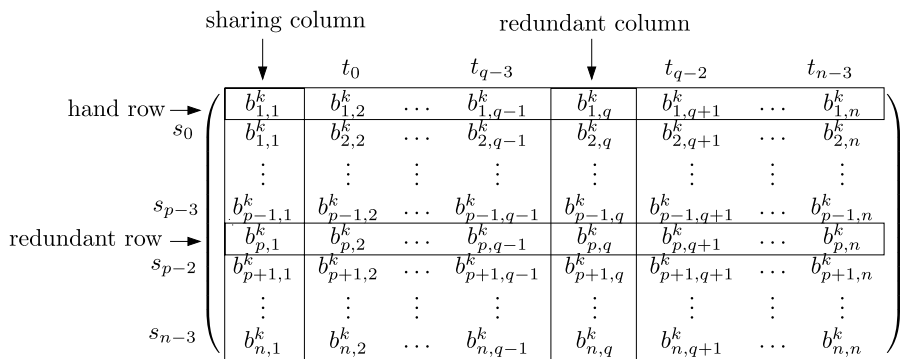 sharing column redundant column
t_0 t_{q-3} t_{q-2} t_{n-3}
hand row b^k_{1,1} b^k_{1,2} … b^k_{1,q-1} b^k_{1,q} b^k_{1,q+1} … b^k_{1,n}
s_0 b^k_{1,1} b^k_{2,2} … b^k_{2,q-1} b^k_{2,q} b^k_{2,q+1} … b^k_{2,n}
⋮ ⋮ ⋮ ⋮ ⋮ ⋮ ⋮ ⋮
s_{p-3} b^k_{p-1,1} b^k_{p-1,2} … b^k_{p-1,q-1} b^k_{p-1,q} b^k_{p-1,q+1} … b^k_{p-1,n}
redundant row b^k_{p,1} b^k_{p,2} … b^k_{p,q-1} b^k_{p,q} b^k_{p,q+1} … b^k_{p,n}
s_{p-2} b^k_{p+1,1} b^k_{p+1,2} … b^k_{p+1,q-1} b^k_{p+1,q} b^k_{p+1,q+1} … b^k_{p+1,n}
⋮ ⋮ ⋮ ⋮ ⋮ ⋮ ⋮ ⋮
s_{n-3} b^k_{n,1} b^k_{n,2} … b^k_{n,q-1} b^k_{n,q} b^k_{n,q+1} … b^k_{n,n}